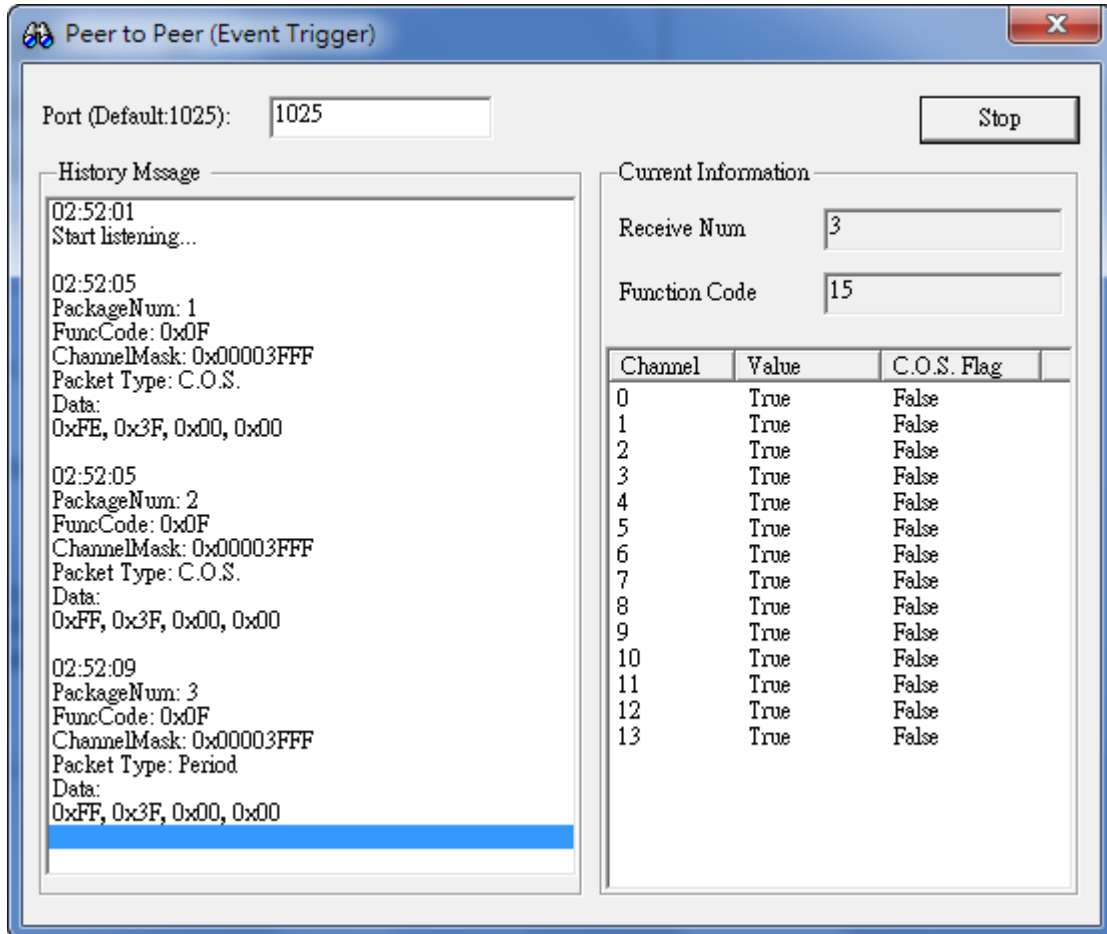 Peer to Peer (Event Trigger)
Port (Default:1025): 1025
Stop
History Mssage
02:52:01
Start listening...
02:52:05
PackageNum: 1
FuncCode: 0x0F
ChannelMask: 0x00003FFF
Packet Type: C.O.S.
Data:
0xFE, 0x3F, 0x00, 0x00
02:52:05
PackageNum: 2
FuncCode: 0x0F
ChannelMask: 0x00003FFF
Packet Type: C.O.S.
Data:
0xFF, 0x3F, 0x00, 0x00
02:52:09
PackageNum: 3
FuncCode: 0x0F
ChannelMask: 0x00003FFF
Packet Type: Period
Data:
0xFF, 0x3F, 0x00, 0x00
Current Information
Receive Num 3
Function Code 15
Channel Value C.O.S. Flag
0 True False
1 True False
2 True False
3 True False
4 True False
5 True False
6 True False
7 True False
8 True False
9 True False
10 True False
11 True False
12 True False
13 True False